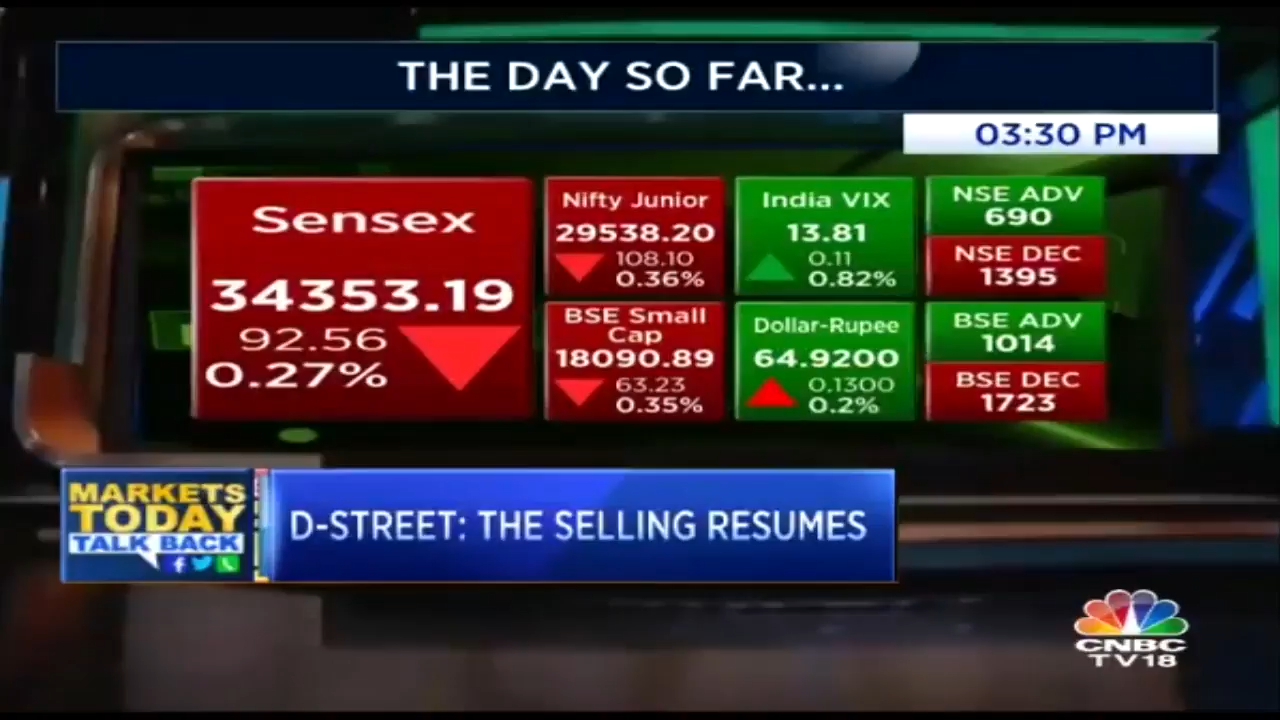 THE DAY SO FAR...
03:30 PM
Sensex
34353.19
92.56
0.27%
Nifty Junior
29538.20
108.10
0.36%
India VIX
13.81
0.11
0.82%
NSE ADV
690
NSE DEC
1395
BSE Small
Cap
18090.89
63.23
0.35%
Dollar-Rupee
64.9200
0.1300
0.2%
BSE ADV
1014
BSE DEC
1723
MARKETS
TODAY
TALK BACK
D-STREET: THE SELLING RESUMES
CNBC
TV18